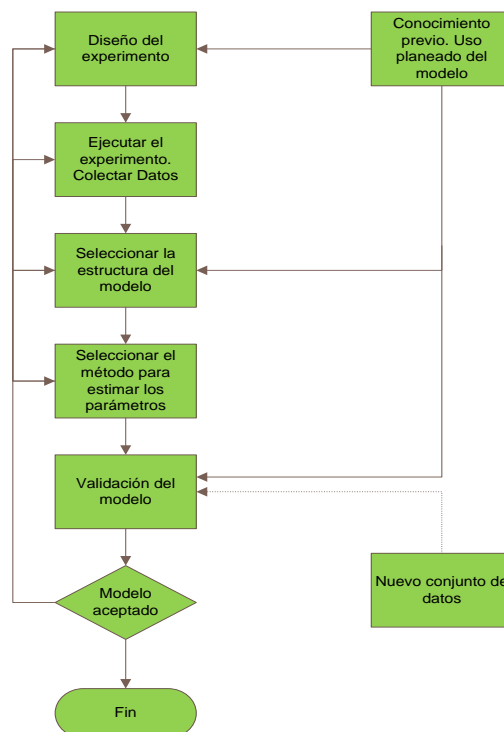 Diseño del
experimento
Conocimiento
previo. Uso
planeado del
modelo
Ejecutar el
experimento.
Colectar Datos
Seleccionar la
estructura del
modelo
Seleccionar el
método para
estimar los
parámetros
Validación del
modelo
Nuevo conjunto de
datos
Modelo
aceptado
Fin